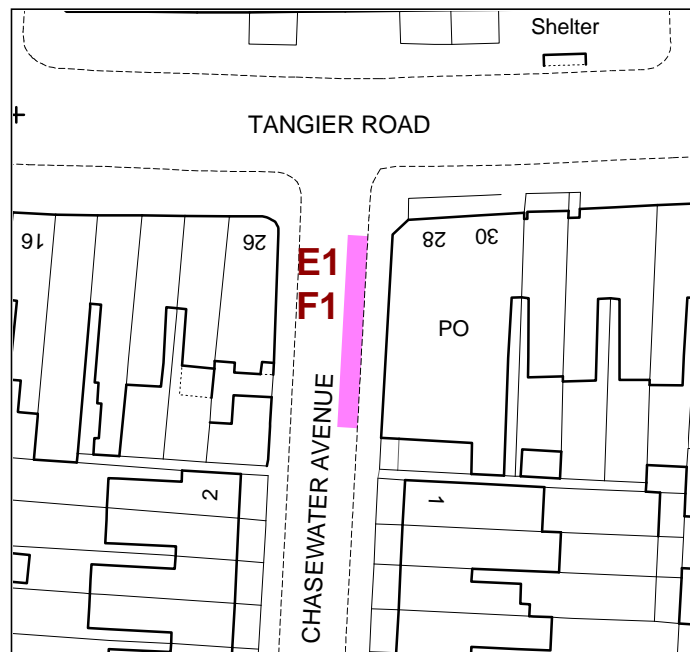 Shelter
TANGIER ROAD
16
26
28
30
E1
F1
PO
CHASEWATER AVENUE
2
1